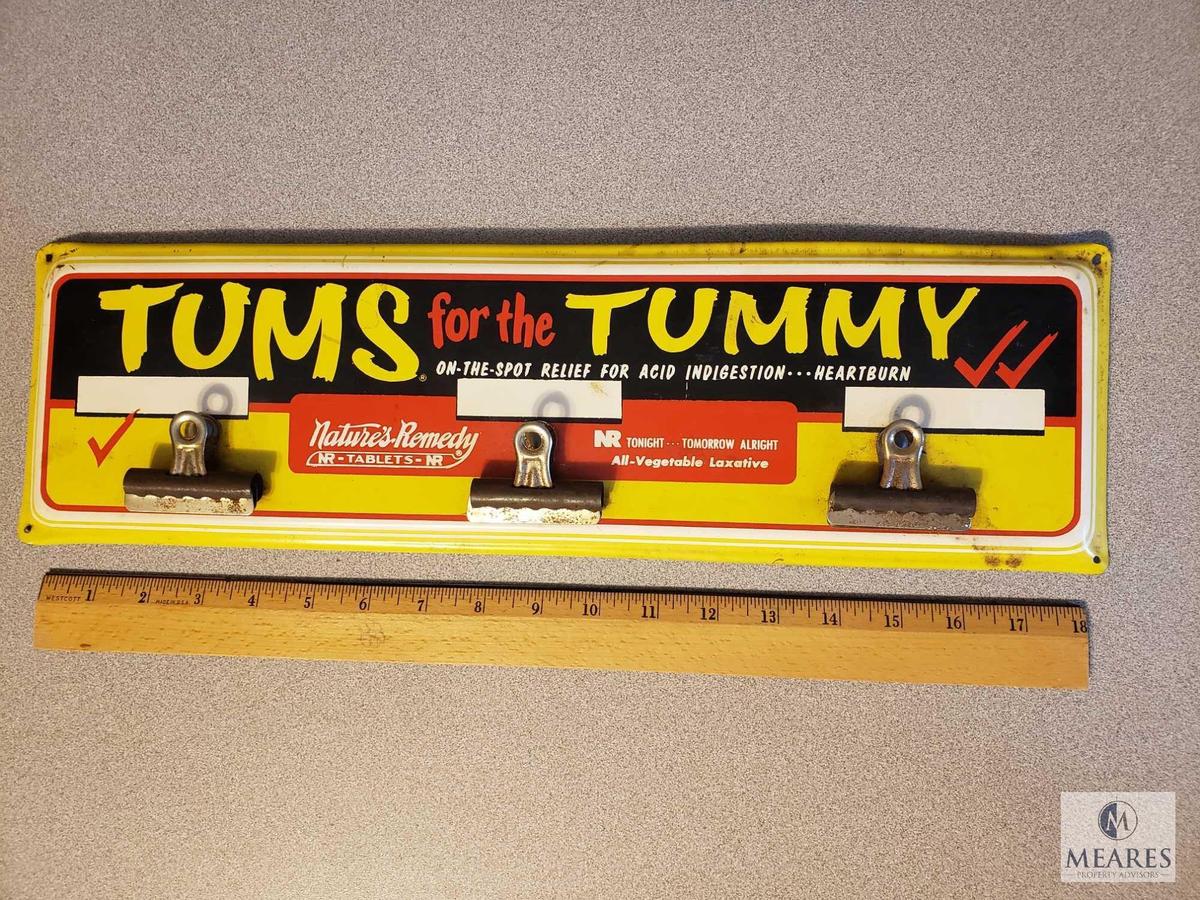 TUMS for the TUMMY
®
ON-THE-SPOT RELIEF FOR ACID INDIGESTION···HEARTBURN
Nature's Remedy®
NR - TABLETS - NR
NR TONIGHT···TOMORROW ALRIGHT
All-Vegetable Laxative
1 2 3 4 5 6 7 8 9 10 11 12 13 14 15 16 17 18
WESTCOTT MADE IN U.S.A.
M
MEARES
PROPERTY ADVISORS